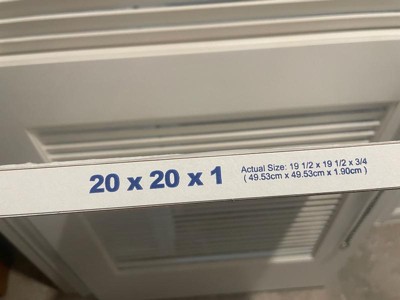 20 x 20 x 1
Actual Size: 19 1/2 x 19 1/2 x 3/4
( 49.53cm x 49.53cm x 1.90cm )